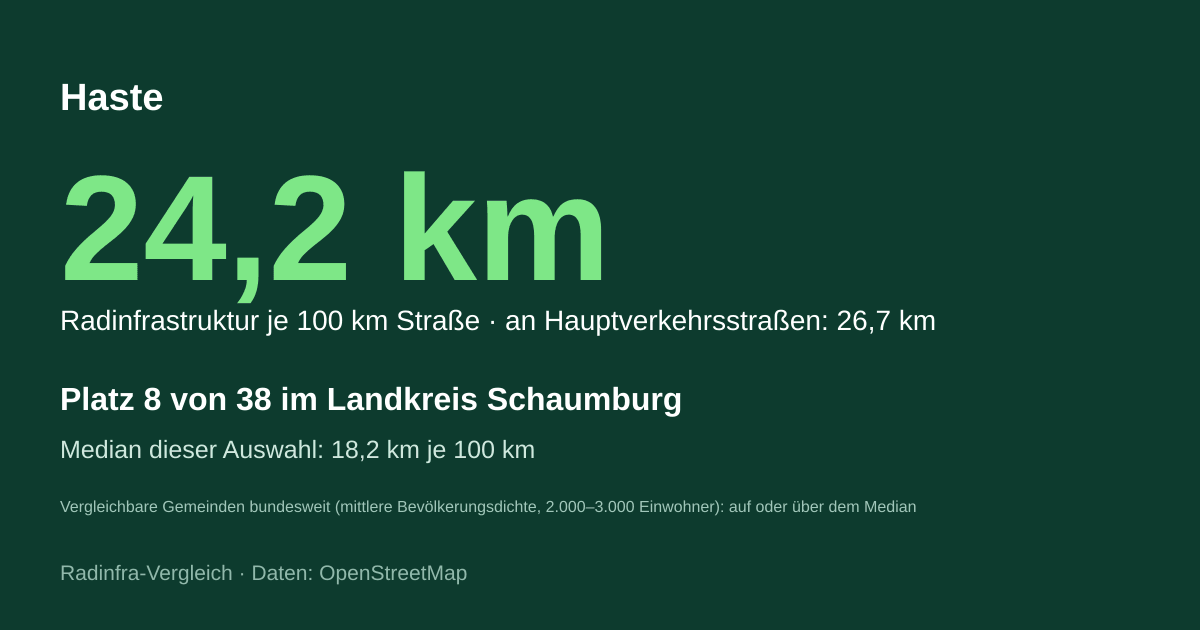 Haste
24,2 km
Radinfrastruktur je 100 km Straße · an Hauptverkehrsstraßen: 26,7 km
Platz 8 von 38 im Landkreis Schaumburg
Median dieser Auswahl: 18,2 km je 100 km
Vergleichbare Gemeinden bundesweit (mittlere Bevölkerungsdichte, 2.000–3.000 Einwohner): auf oder über dem Median
Radinfra-Vergleich · Daten: OpenStreetMap